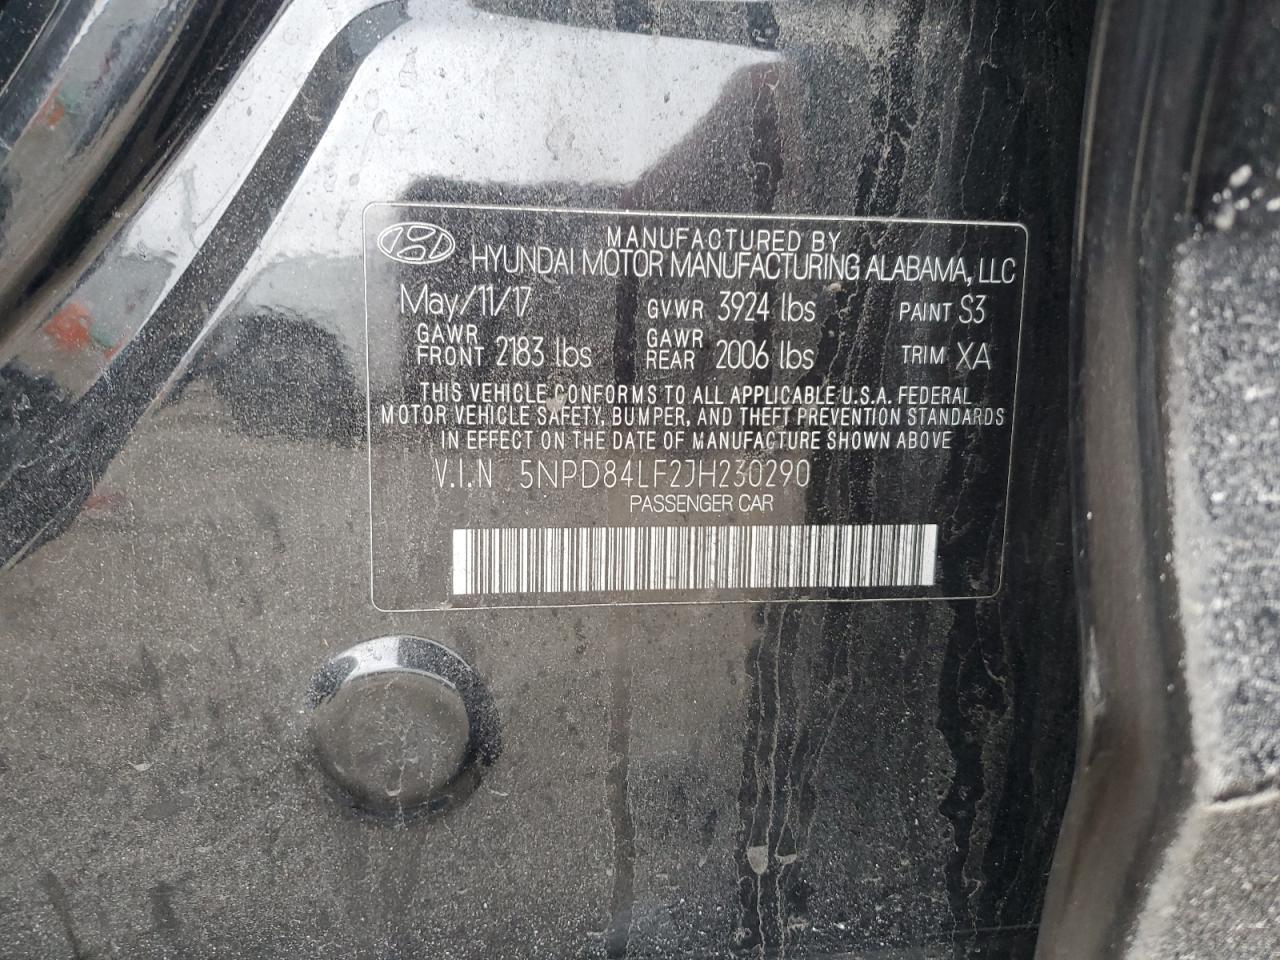 MANUFACTURED BY
HYUNDAI MOTOR MANUFACTURING ALABAMA, LLC
May/11/17 GVWR 3924 lbs PAINT S3
GAWR FRONT 2183 lbs GAWR REAR 2006 lbs TRIM XA
THIS VEHICLE CONFORMS TO ALL APPLICABLE U.S.A. FEDERAL
MOTOR VEHICLE SAFETY, BUMPER, AND THEFT PREVENTION STANDARDS
IN EFFECT ON THE DATE OF MANUFACTURE SHOWN ABOVE
V.I.N 5NPD84LF2JH230290
PASSENGER CAR